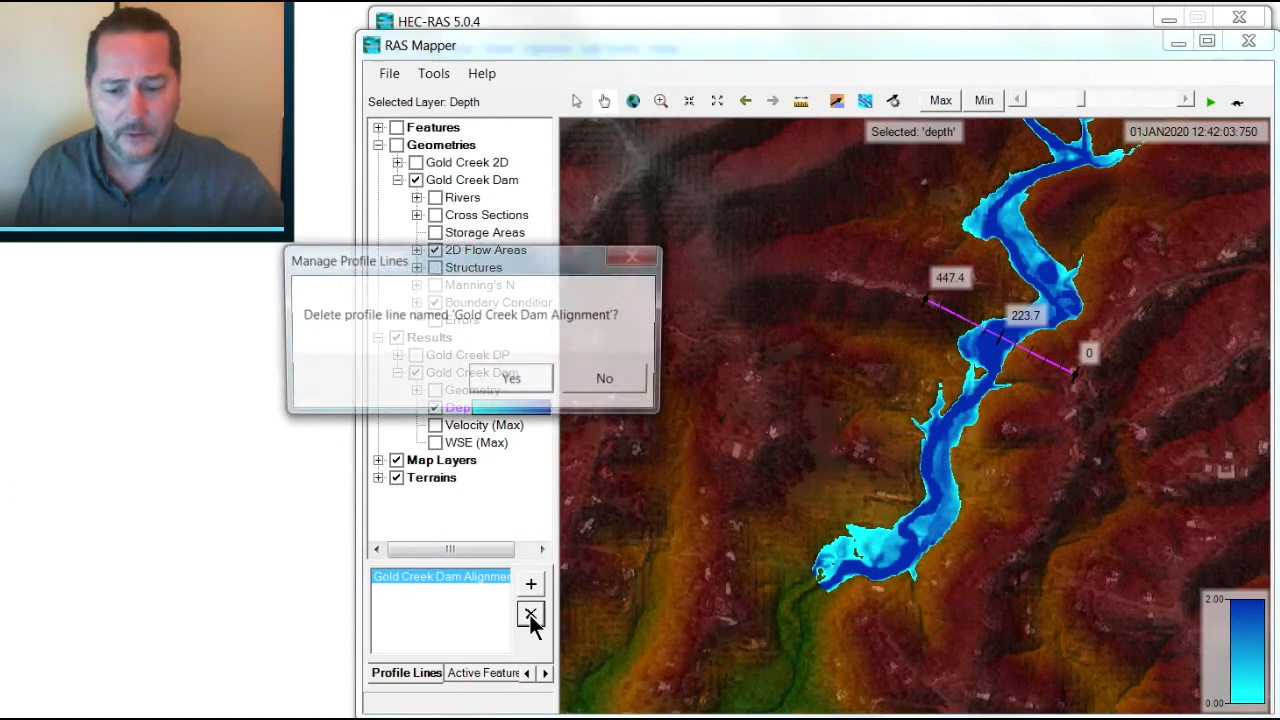 HEC-RAS 5.0.4
RAS Mapper
File Tools Help
Selected Layer: Depth
Max Min
Features
Geometries
Gold Creek 2D
Gold Creek Dam
Rivers
Cross Sections
Storage Areas
2D Flow Areas
Structures
Manning's N
Boundary Condition
Errors
Results
Gold Creek DP
Gold Creek Dam
Geometry
Dep
Velocity (Max)
WSE (Max)
Map Layers
Terrains
Manage Profile Lines
Delete profile line named 'Gold Creek Dam Alignment'?
Yes No
Gold Creek Dam Alignmer
Profile Lines Active Feature
Selected: 'depth'
01JAN2020 12:42:03:750
447.4
223.7
0
2.00
0.00